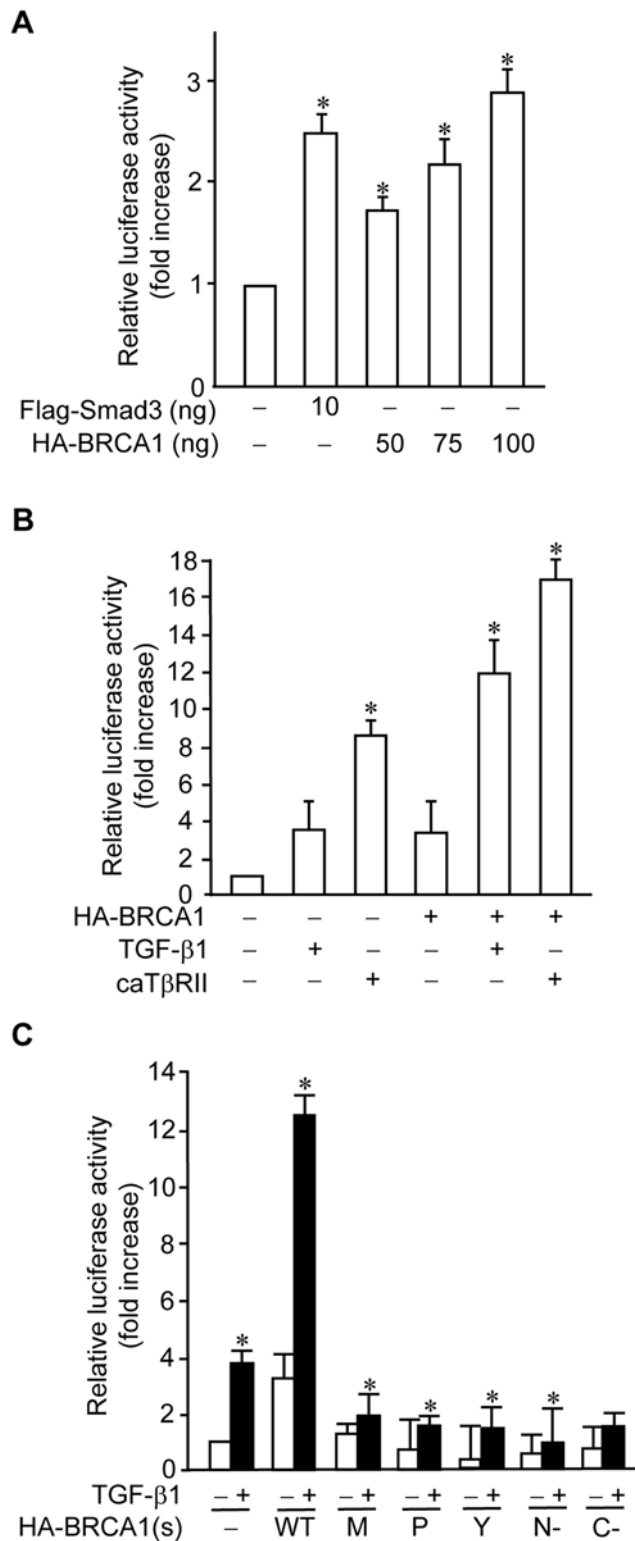 A
Relative luciferase activity
(fold increase)
3
2
1
0
* * * *
Flag-Smad3 (ng) – 10 – – –
HA-BRCA1 (ng) – – 50 75 100
B
Relative luciferase activity
(fold increase)
18
16
14
12
10
8
6
4
2
0
* * *
HA-BRCA1 – – – + + +
TGF-β1 – + – – + –
caTβRII – – + – – +
C
Relative luciferase activity
(fold increase)
14
12
10
8
6
4
2
0
* * * * * *
TGF-β1 – + – + – + – + – + – + – +
HA-BRCA1(s) – WT M P Y N- C-